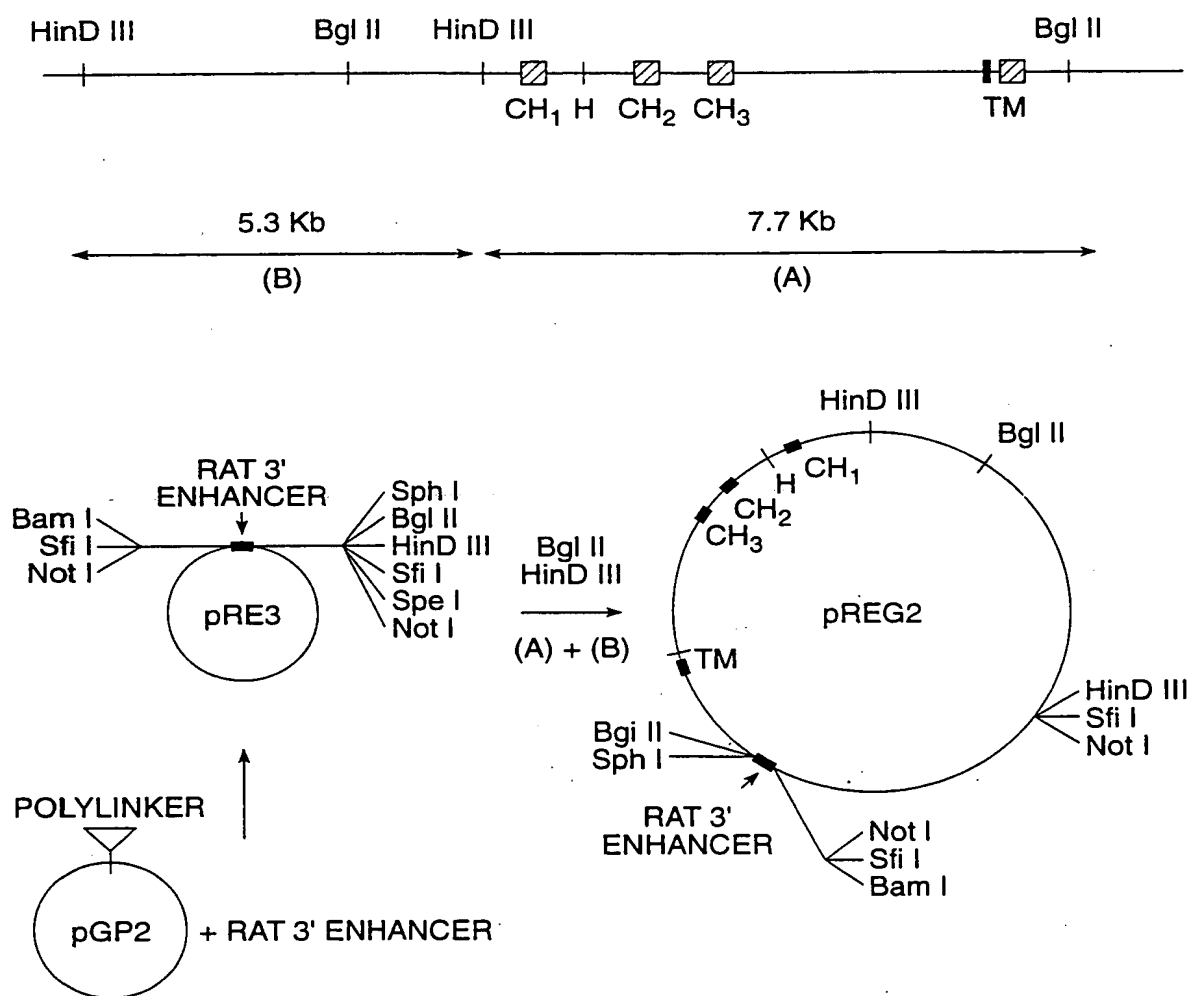 HinD III Bgl II HinD III Bgl II
CH1 H CH2 CH3 TM
5.3 Kb 7.7 Kb
(B) (A)
RAT 3'
ENHANCER
Bam I
Sfi I
Not I
Sph I
Bgl II
HinD III
Sfi I
Spe I
Not I
pRE3
Bgl II
HinD III
(A) + (B)
HinD III
Bgl II
CH1
H
CH2
CH3
pREG2
TM
HinD III
Sfi I
Not I
Bgi II
Sph I
RAT 3'
ENHANCER
Not I
Sfi I
Bam I
POLYLINKER
pGP2 + RAT 3' ENHANCER